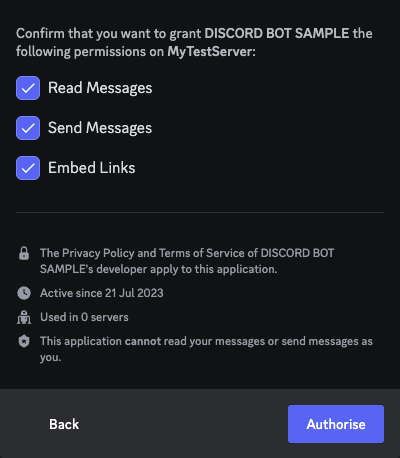 Confirm that you want to grant DISCORD BOT SAMPLE the
following permissions on MyTestServer:
Read Messages
Send Messages
Embed Links
The Privacy Policy and Terms of Service of DISCORD BOT
SAMPLE's developer apply to this application.
Active since 21 Jul 2023
Used in 0 servers
This application cannot read your messages or send messages as
you.
Back
Authorise